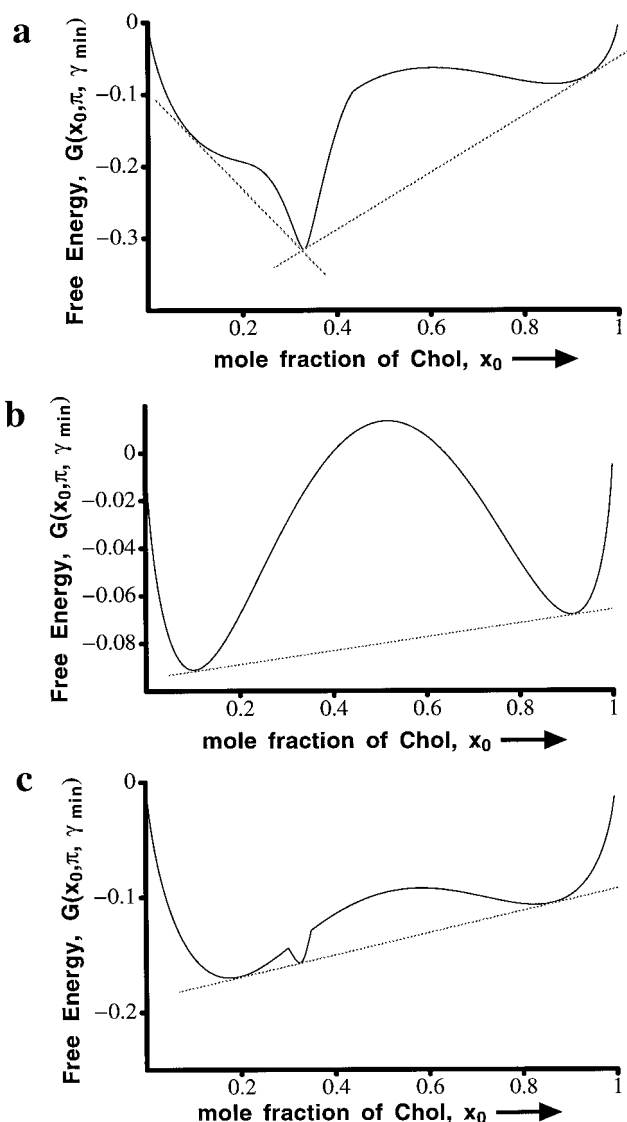 a
Free Energy, G(x₀,π, γ min)
0
−0.1
−0.2
−0.3
0.2 0.4 0.6 0.8 1
mole fraction of Chol, x₀
b
Free Energy, G(x₀,π, γ min)
0
−0.02
−0.04
−0.06
−0.08
0.2 0.4 0.6 0.8 1
mole fraction of Chol, x₀
c
Free Energy, G(x₀,π, γ min)
0
−0.1
−0.2
0.2 0.4 0.6 0.8 1
mole fraction of Chol, x₀